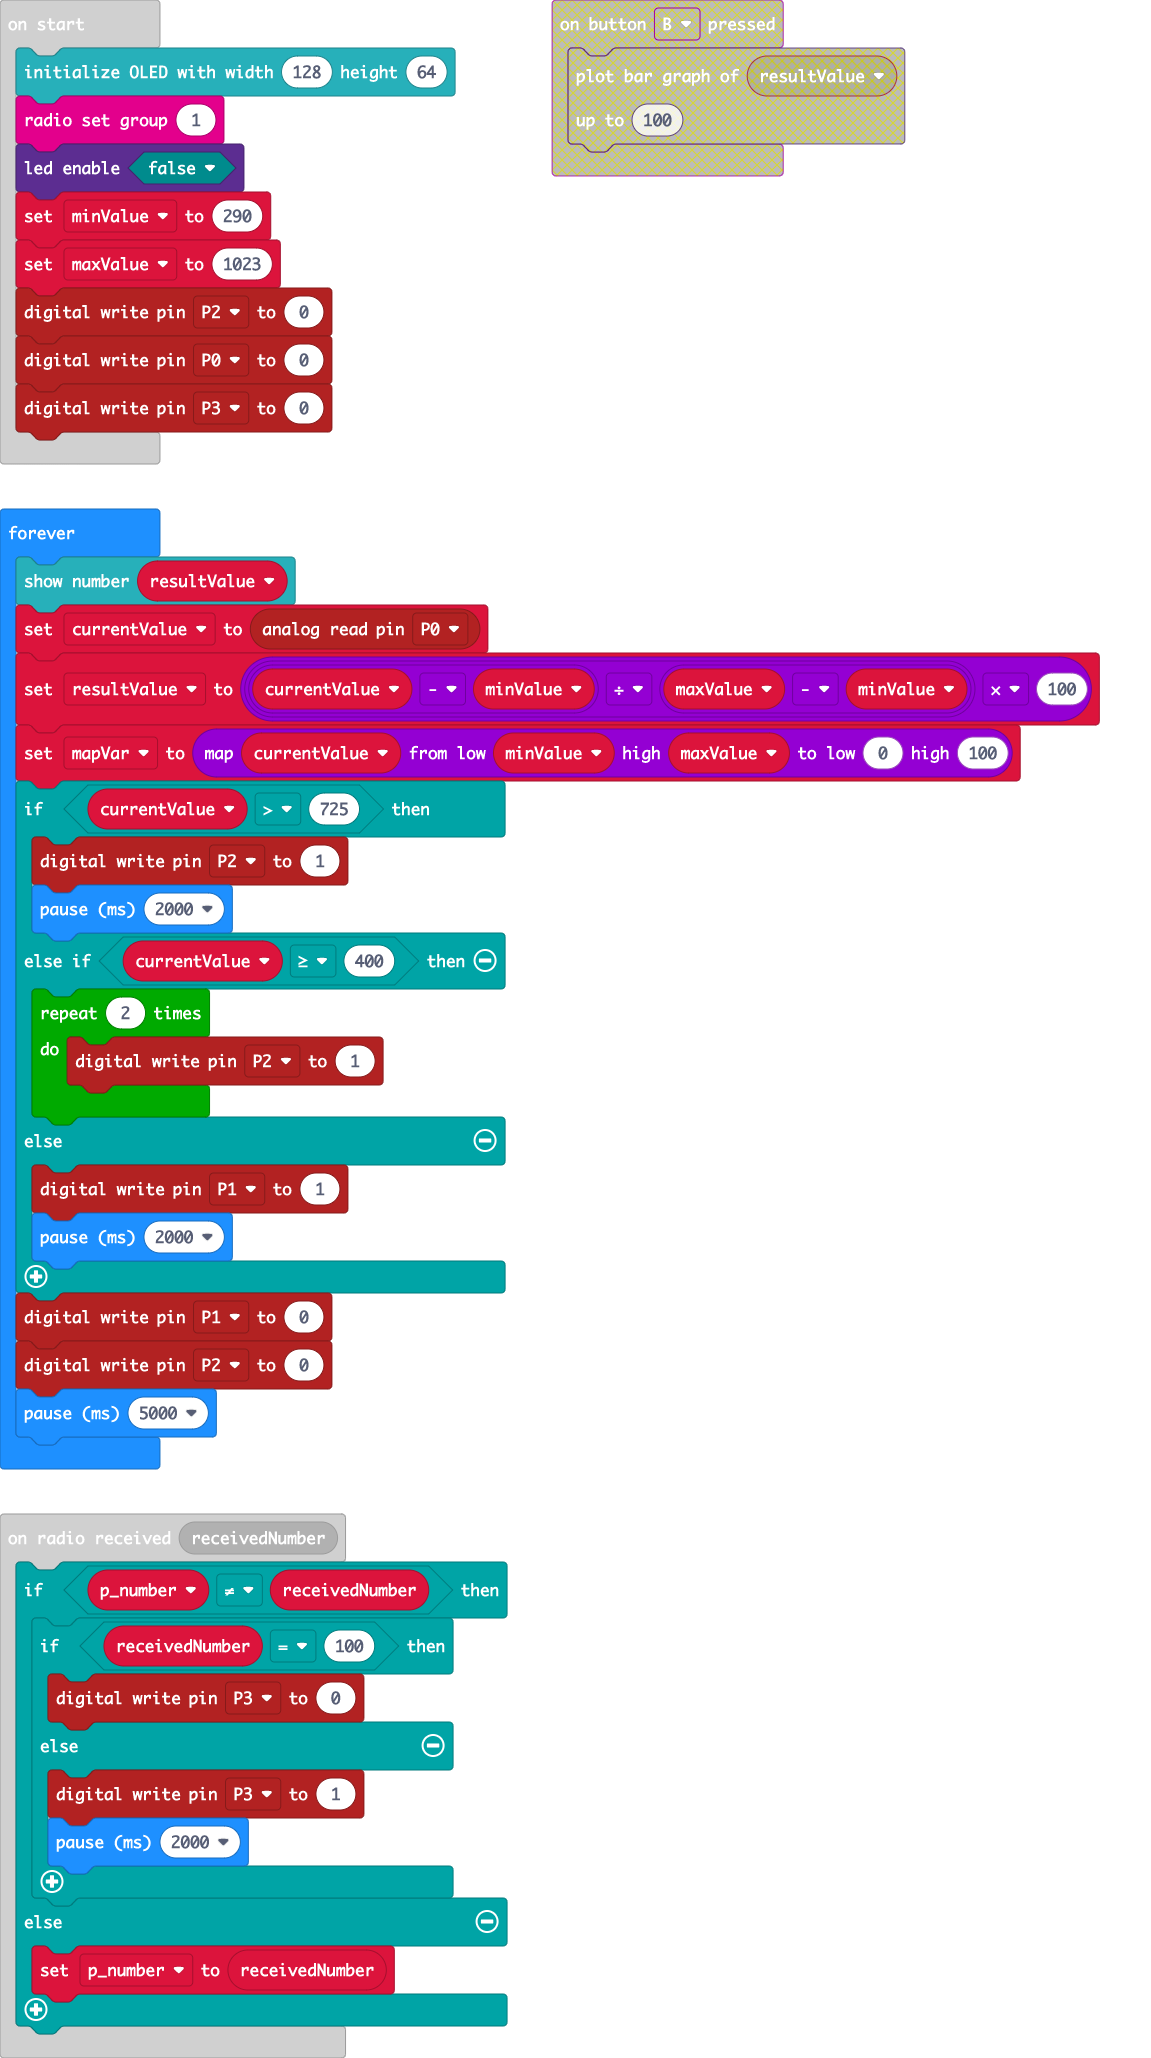 on start
initialize OLED with width 128 height 64
radio set group 1
led enable false
set minValue to 290
set maxValue to 1023
digital write pin P2 to 0
digital write pin P0 to 0
digital write pin P3 to 0
on button B pressed
plot bar graph of resultValue
up to 100
forever
show number resultValue
set currentValue to analog read pin P0
set resultValue to currentValue - minValue ÷ maxValue - minValue × 100
set mapVar to map currentValue from low minValue high maxValue to low 0 high 100
if currentValue > 725 then
digital write pin P2 to 1
pause (ms) 2000
else if currentValue ≥ 400 then
repeat 2 times
do digital write pin P2 to 1
else
digital write pin P1 to 1
pause (ms) 2000
digital write pin P1 to 0
digital write pin P2 to 0
pause (ms) 5000
on radio received receivedNumber
if p_number ≠ receivedNumber then
if receivedNumber = 100 then
digital write pin P3 to 0
else
digital write pin P3 to 1
pause (ms) 2000
else
set p_number to receivedNumber